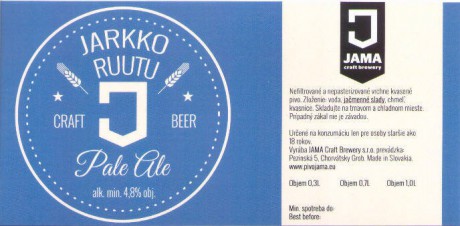 JARKKO
RUUTU
CRAFT BEER
Pale Ale
alk. min. 4,8% obj.
JAMA
craft brewery
Nefiltrované a nepasterizované vrchne kvasené
pivo. Zloženie: voda, jačmenné slady, chmeľ,
kvasnice. Skladujte na tmavom a chladnom mieste.
Prípadný zákal nie je závadou.
Určené na konzumáciu len pre osoby staršie ako
18 rokov.
Vyrába JAMA Craft Brewery s.r.o. prevádzka-
Pezinská 5, Chorvátsky Grob. Made in Slovakia.
www.pivojama.eu
Objem 0,3L Objem 0,7L Objem 1,0L
Min. spotreba do
Best before: